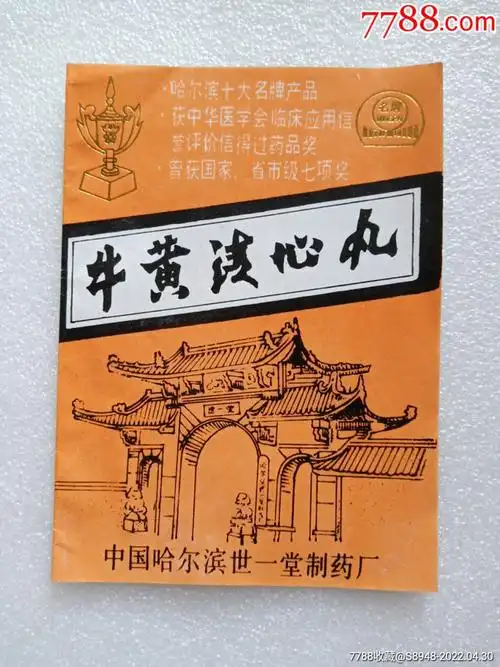 7788.com
·哈尔滨十大名牌产品
·获中华医学会临床应用信
誉评价信得过药品奖
·曾获国家、省市级七项奖
名牌
牛黄清心丸
世一堂
中国哈尔滨世一堂制药厂
7788收藏@S8948-2022.04.30